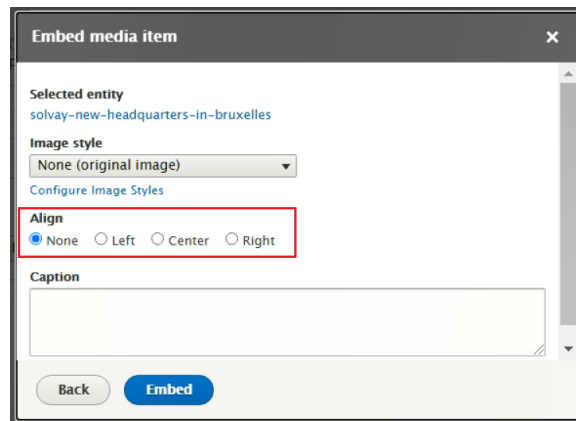 Embed media item
Selected entity
solvay-new-headquarters-in-bruxelles
Image style
None (original image)
Configure Image Styles
Align
None Left Center Right
Caption
Back Embed